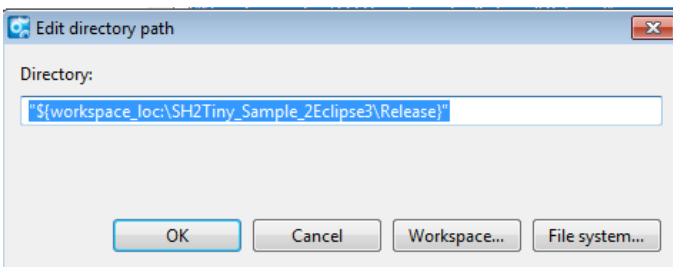 Edit directory path
Directory:
"${workspace_loc:\SH2Tiny_Sample_2Eclipse3\Release}"
OK Cancel Workspace... File system...